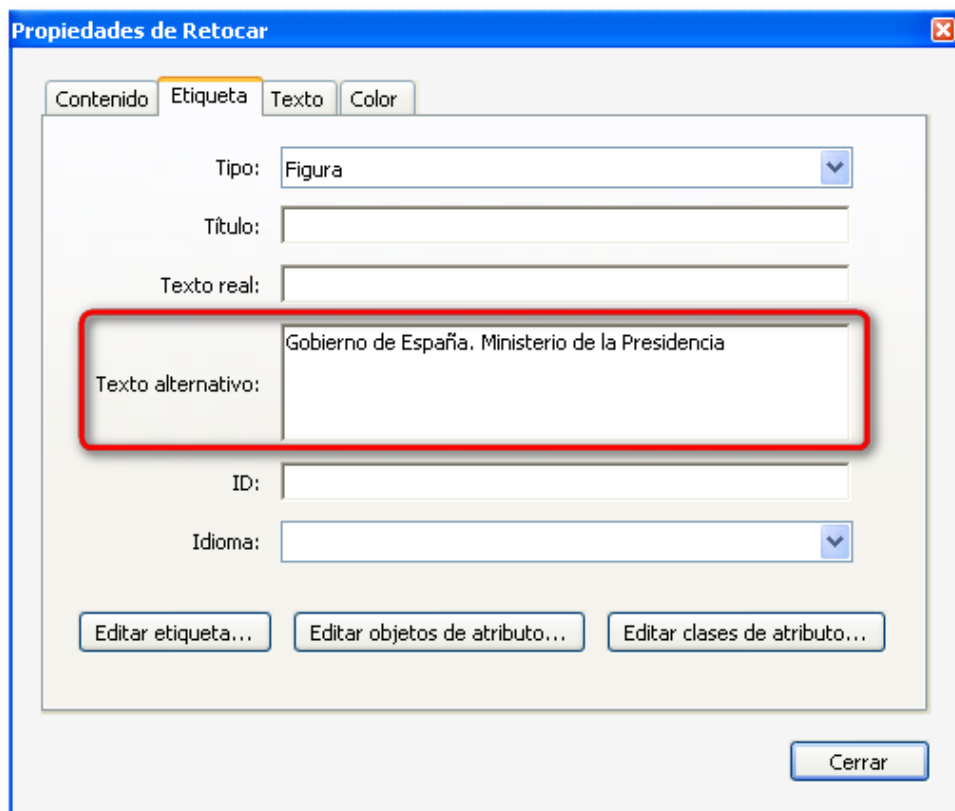 Propiedades de Retocar
Contenido Etiqueta Texto Color
Tipo: Figura
Título:
Texto real:
Texto alternativo: Gobierno de España. Ministerio de la Presidencia
ID:
Idioma:
Editar etiqueta... Editar objetos de atributo... Editar clases de atributo...
Cerrar